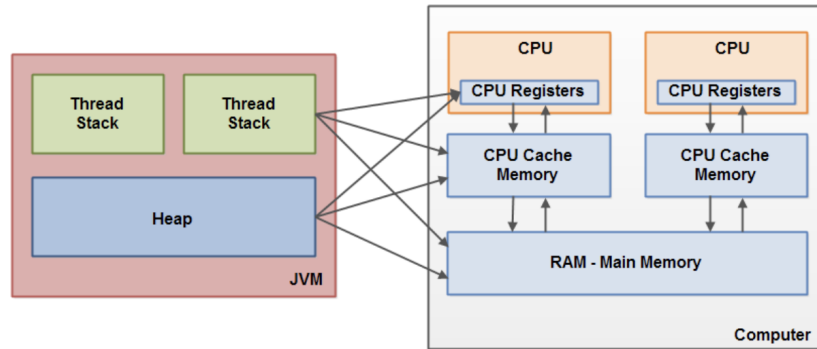 Thread
Stack
Thread
Stack
Heap
JVM
CPU
CPU Registers
CPU Cache
Memory
CPU
CPU Registers
CPU Cache
Memory
RAM - Main Memory
Computer